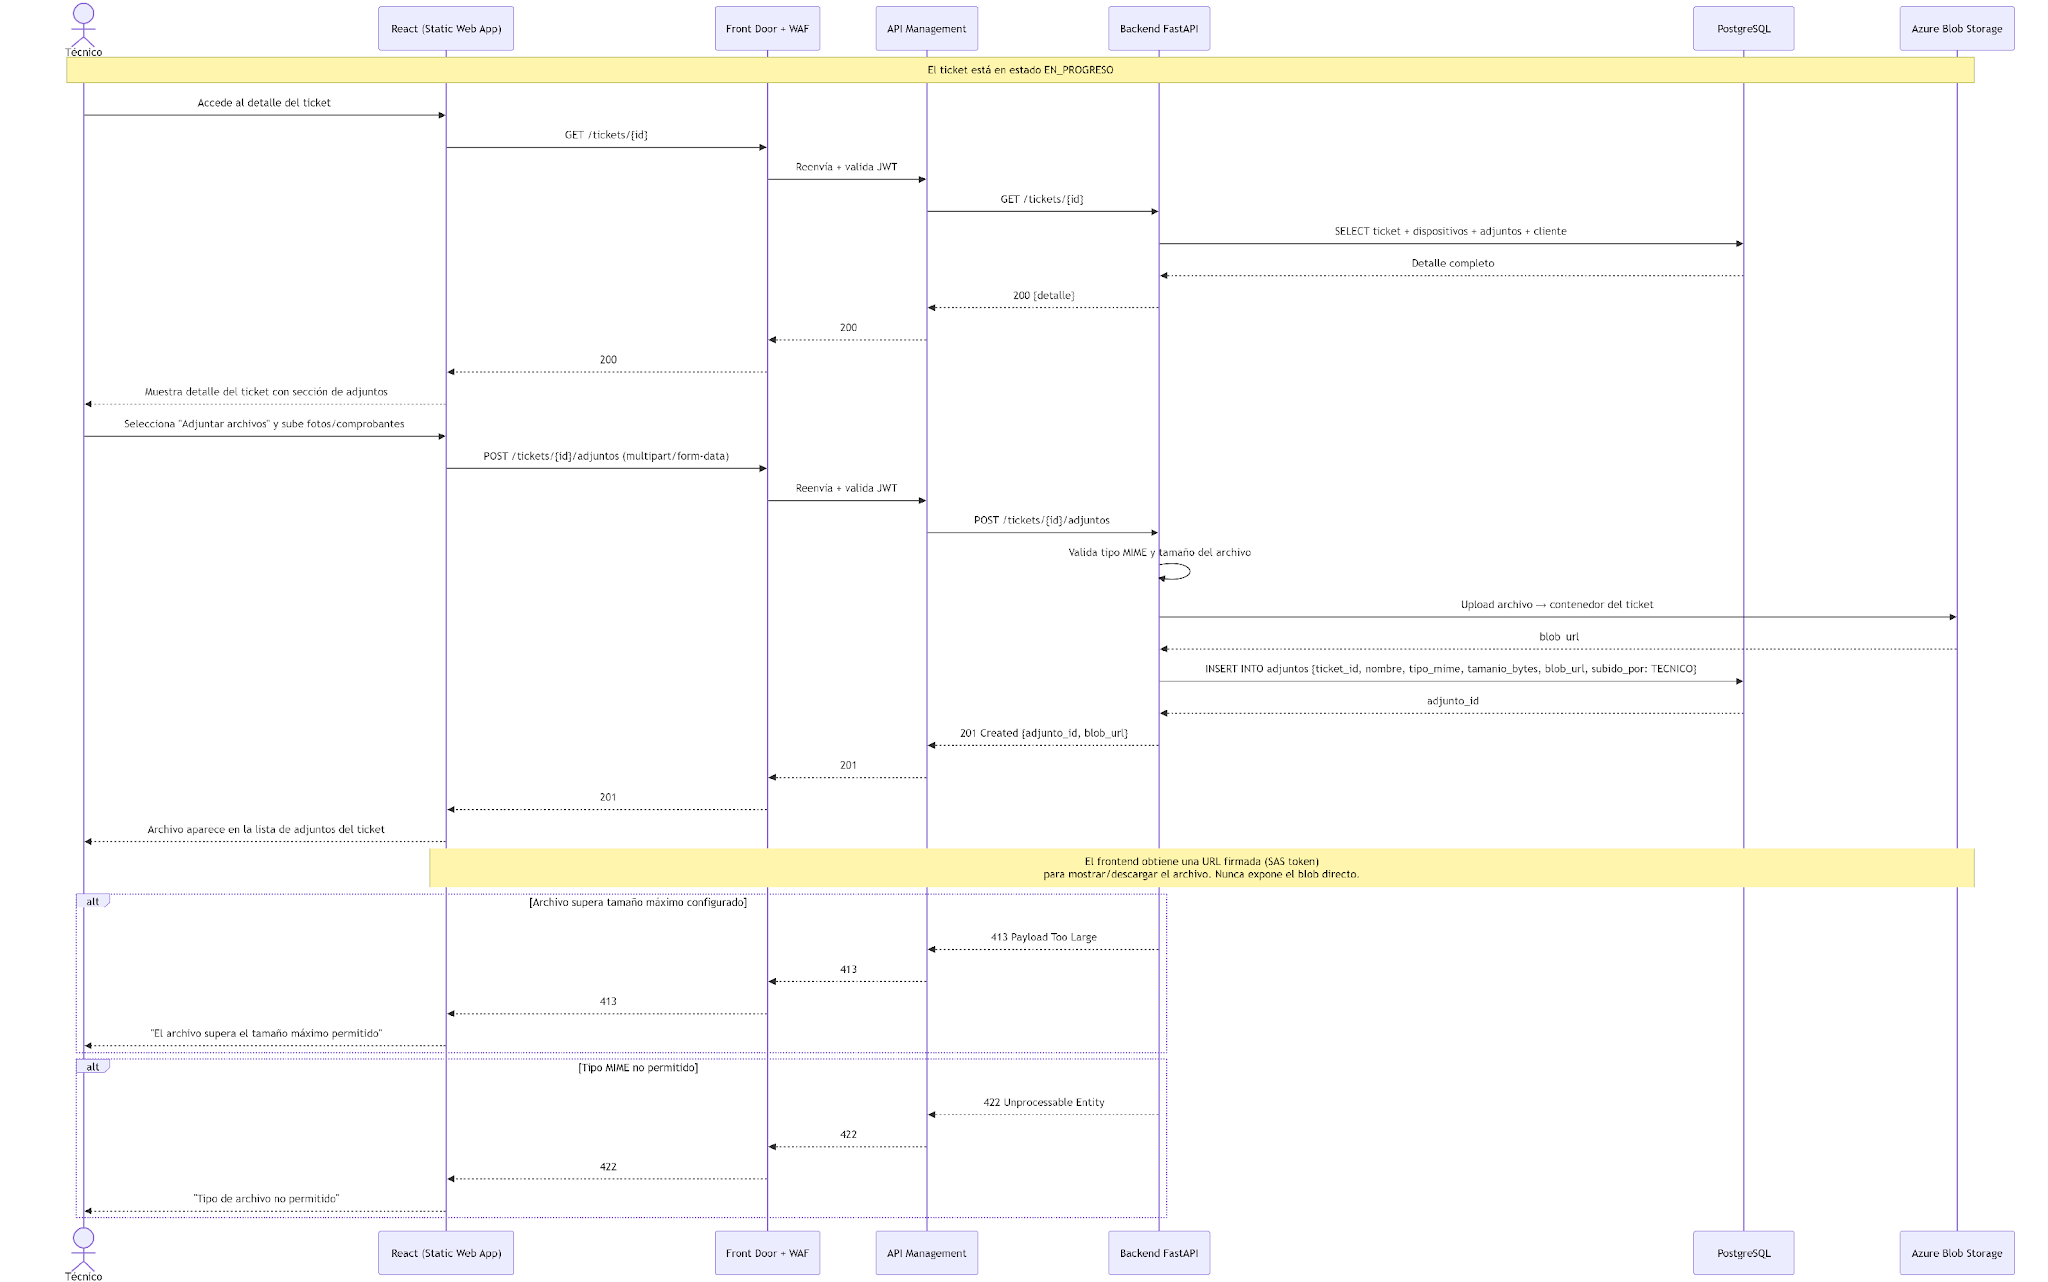 Técnico
React (Static Web App)
Front Door + WAF
API Management
Backend FastAPI
PostgreSQL
Azure Blob Storage
El ticket está en estado EN_PROGRESO
Accede al detalle del ticket
GET /tickets/{id}
Reenvía + valida JWT
GET /tickets/{id}
SELECT ticket + dispositivos + adjuntos + cliente
Detalle completo
200 {detalle}
200
200
Muestra detalle del ticket con sección de adjuntos
Selecciona "Adjuntar archivos" y sube fotos/comprobantes
POST /tickets/{id}/adjuntos (multipart/form-data)
Reenvía + valida JWT
POST /tickets/{id}/adjuntos
Valida tipo MIME y tamaño del archivo
Upload archivo → contenedor del ticket
blob_url
INSERT INTO adjuntos {ticket_id, nombre, tipo_mime, tamanio_bytes, blob_url, subido_por: TECNICO}
adjunto_id
201 Created {adjunto_id, blob_url}
201
201
Archivo aparece en la lista de adjuntos del ticket
El frontend obtiene una URL firmada (SAS token)
para mostrar/descargar el archivo. Nunca expone el blob directo.
alt
[Archivo supera tamaño máximo configurado]
413 Payload Too Large
413
413
"El archivo supera el tamaño máximo permitido"
alt
[Tipo MIME no permitido]
422 Unprocessable Entity
422
422
"Tipo de archivo no permitido"
Técnico
React (Static Web App)
Front Door + WAF
API Management
Backend FastAPI
PostgreSQL
Azure Blob Storage